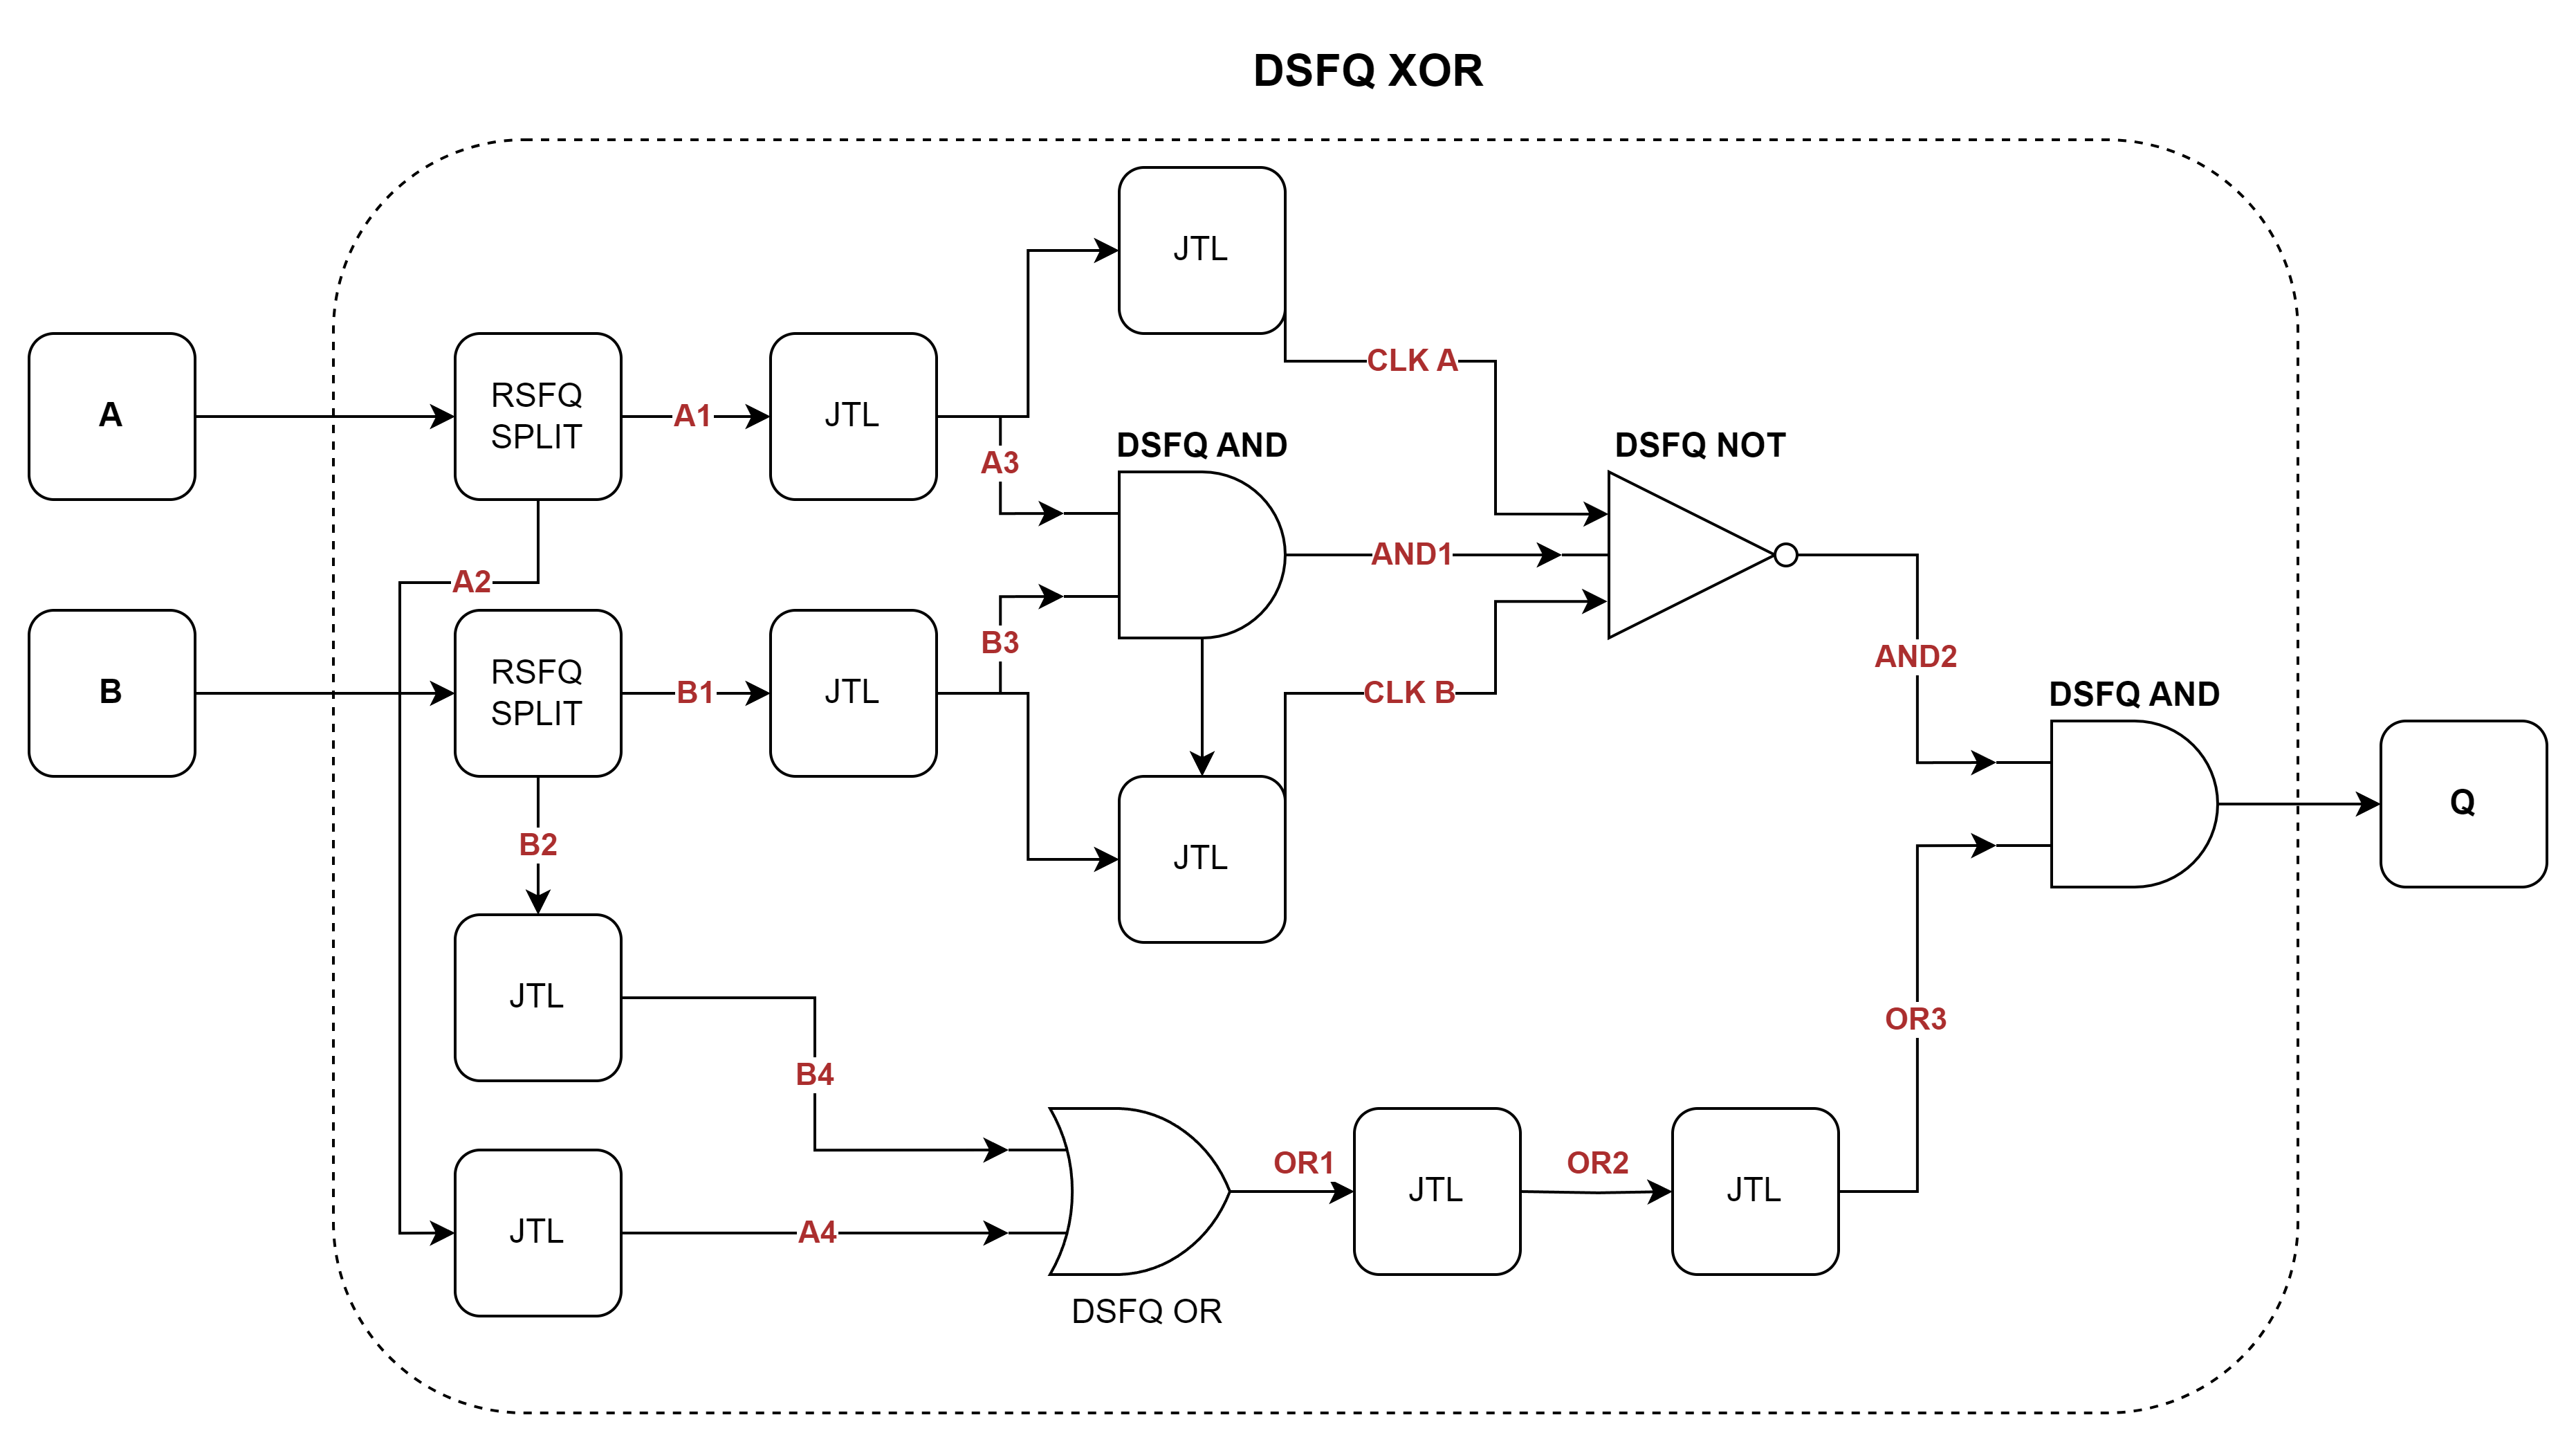 DSFQ XOR
JTL
CLK A
A
RSFQ
SPLIT
A1
JTL
A3
DSFQ AND
DSFQ NOT
AND1
A2
B
RSFQ
SPLIT
B1
JTL
B3
CLK B
AND2
DSFQ AND
Q
B2
JTL
JTL
B4
OR3
OR1
JTL
OR2
JTL
JTL
A4
DSFQ OR